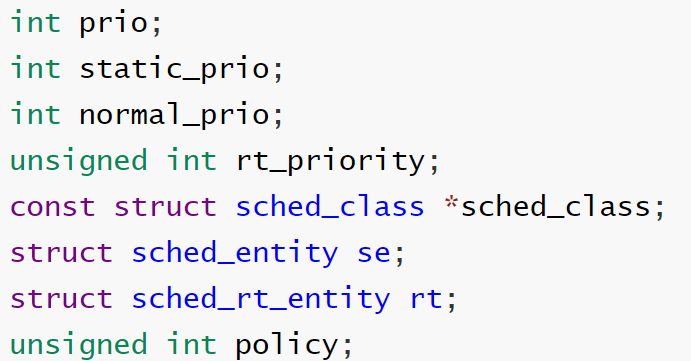 int prio;
int static_prio;
int normal_prio;
unsigned int rt_priority;
const struct sched_class *sched_class;
struct sched_entity se;
struct sched_rt_entity rt;
unsigned int policy;